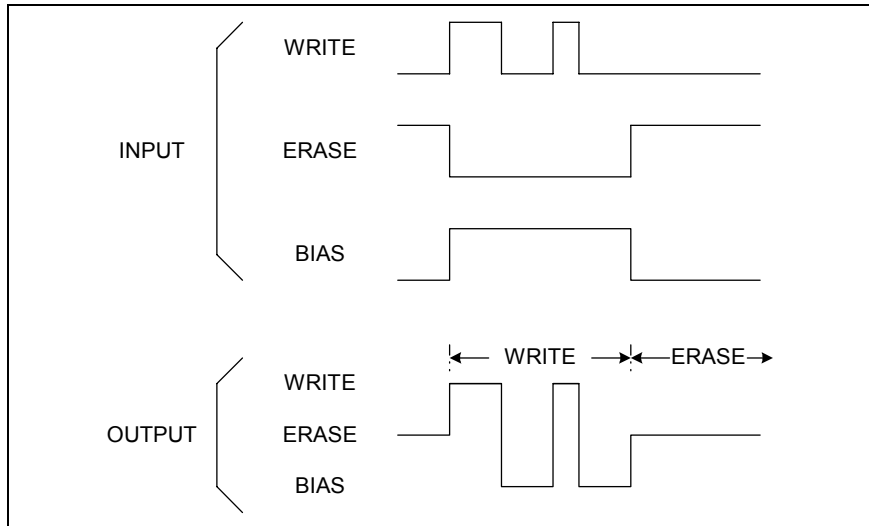 WRITE
INPUT
ERASE
BIAS
WRITE
ERASE
WRITE
OUTPUT
ERASE
BIAS